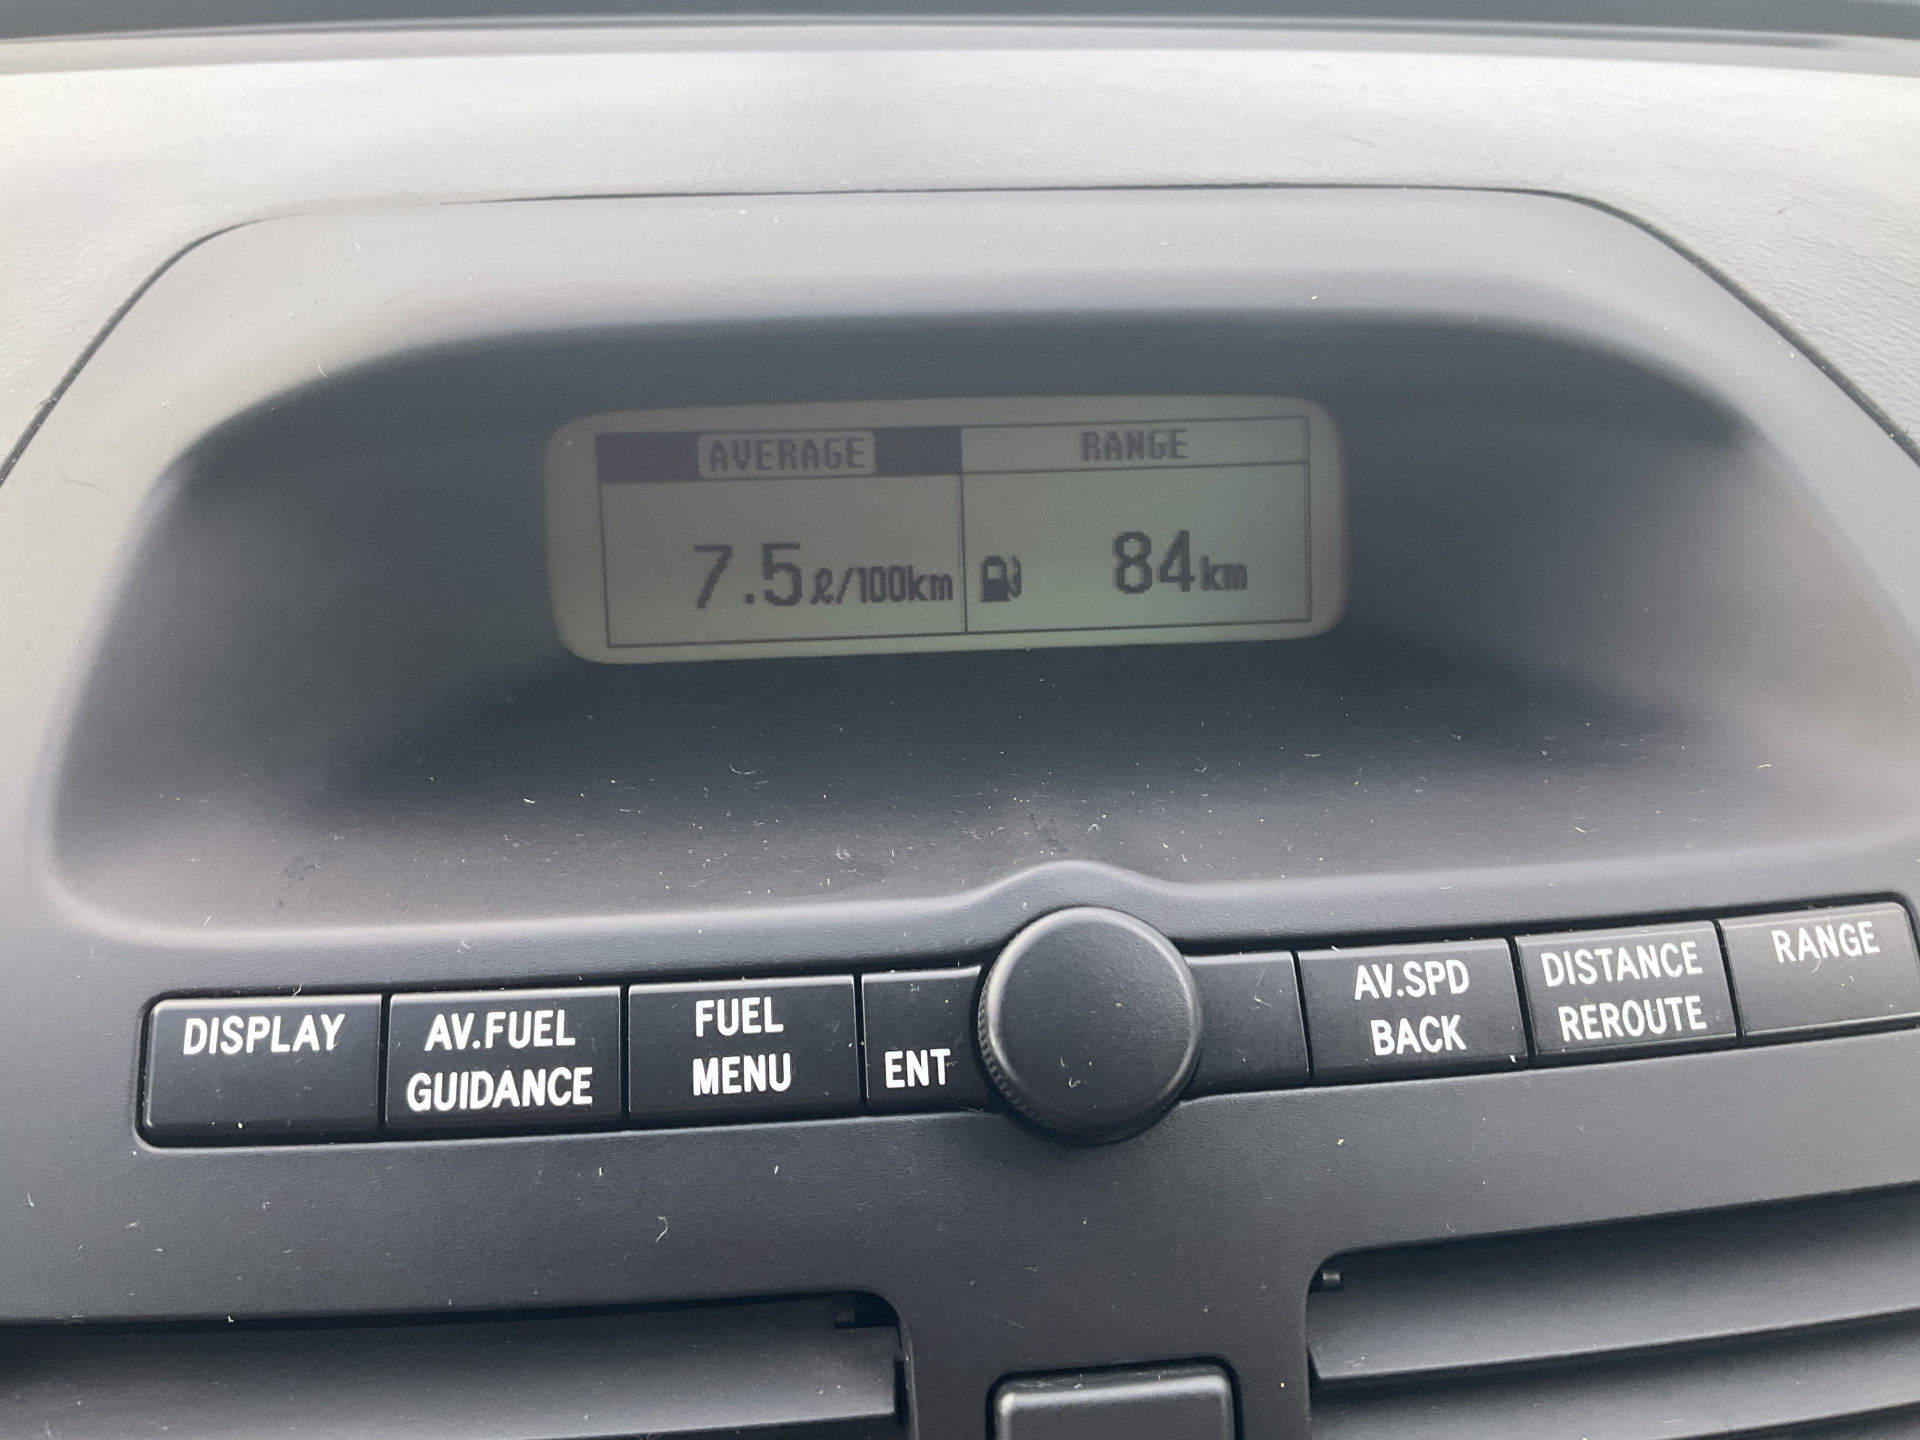 AVERAGE RANGE
7.5ℓ/100km 84km
DISPLAY
AV.FUEL
GUIDANCE
FUEL
MENU
ENT
AV.SPD
BACK
DISTANCE
REROUTE
RANGE